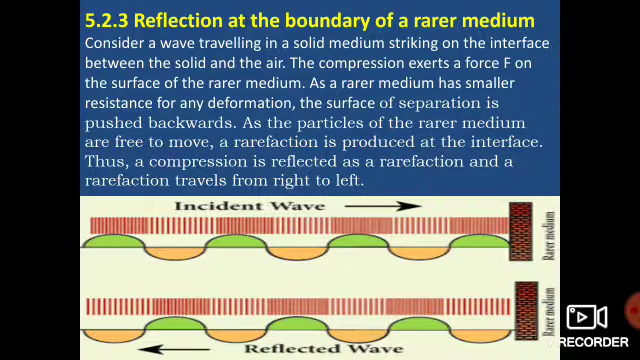 5.2.3 Reflection at the boundary of a rarer medium
Consider a wave travelling in a solid medium striking on the interface
between the solid and the air. The compression exerts a force F on
the surface of the rarer medium. As a rarer medium has smaller
resistance for any deformation, the surface of separation is
pushed backwards. As the particles of the rarer medium
are free to move, a rarefaction is produced at the interface.
Thus, a compression is reflected as a rarefaction and a
rarefaction travels from right to left.
Incident Wave
Rarer medium
Rarer medium
Reflected Wave
V RECORDER